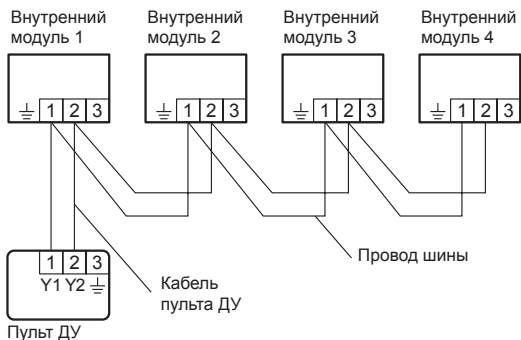 Внутренний
модуль 1
Внутренний
модуль 2
Внутренний
модуль 3
Внутренний
модуль 4
1 2 3
1 2 3
1 2 3
1 2 3
1 2 3
Y1 Y2
Пульт ДУ
Кабель
пульта ДУ
Провод шины